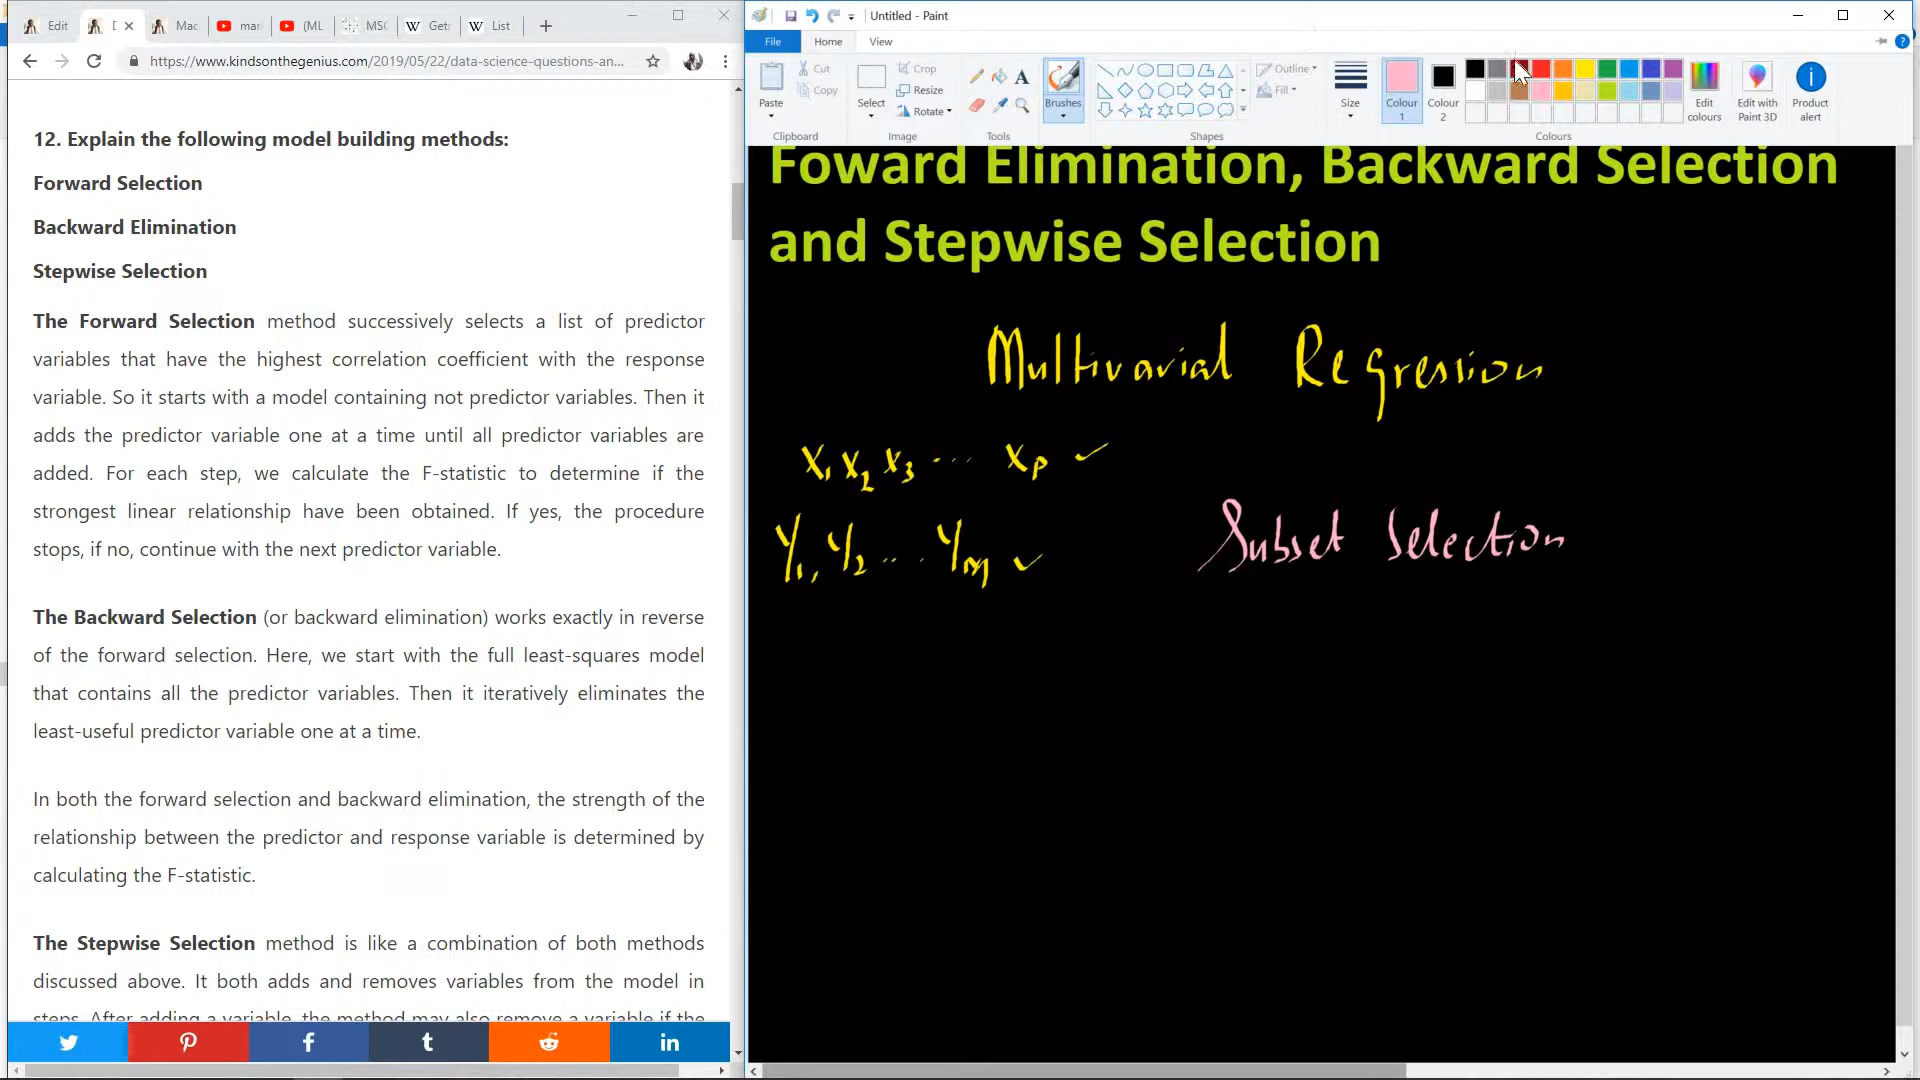 Edit
D
Mac
mar
(ML
MSC
Getr
List
https://www.kindsonthegenius.com/2019/05/22/data-science-questions-an...
12. Explain the following model building methods:
Forward Selection
Backward Elimination
Stepwise Selection
The Forward Selection method successively selects a list of predictor
variables that have the highest correlation coefficient with the response
variable. So it starts with a model containing not predictor variables. Then it
adds the predictor variable one at a time until all predictor variables are
added. For each step, we calculate the F-statistic to determine if the
strongest linear relationship have been obtained. If yes, the procedure
stops, if no, continue with the next predictor variable.
The Backward Selection (or backward elimination) works exactly in reverse
of the forward selection. Here, we start with the full least-squares model
that contains all the predictor variables. Then it iteratively eliminates the
least-useful predictor variable one at a time.
In both the forward selection and backward elimination, the strength of the
relationship between the predictor and response variable is determined by
calculating the F-statistic.
The Stepwise Selection method is like a combination of both methods
discussed above. It both adds and removes variables from the model in
steps. After adding a variable, the method may also remove a variable if the
Untitled - Paint
File
Home
View
Paste
Cut
Copy
Clipboard
Select
Crop
Resize
Rotate
Image
A
Tools
Brushes
Outline
Fill
Shapes
Size
Colour
1
Colour
2
Edit
colours
Edit with
Paint 3D
Product
alert
Colours
Foward Elimination, Backward Selection
and Stepwise Selection
Multivarial Regression
X1 X2 X3 ... Xp ✓
Y1, Y2 ... Ym ✓
Subset Selection